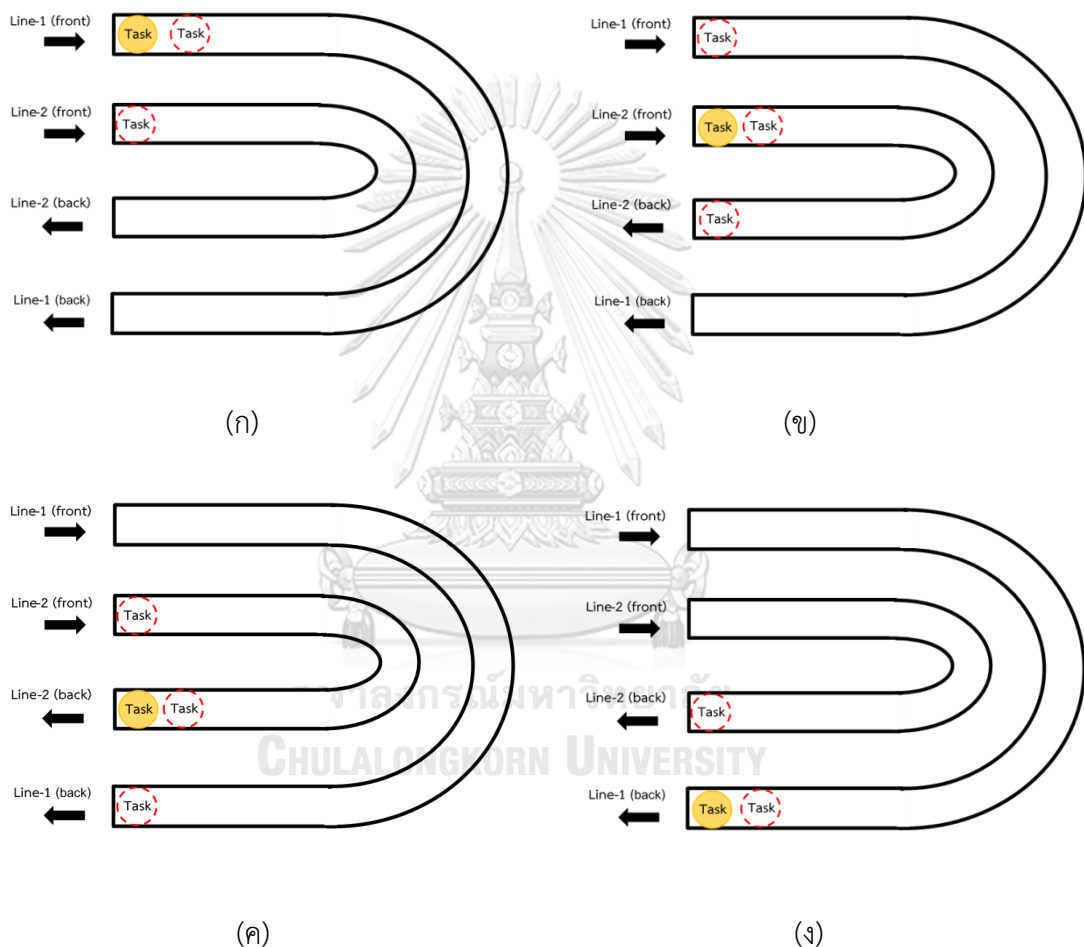 Line-1 (front)
Task Task
Line-2 (front)
Task
Line-2 (back)
Line-1 (back)
(ก)
Line-1 (front)
Task
Line-2 (front)
Task Task
Line-2 (back)
Task
Line-1 (back)
(ข)
Line-1 (front)
Line-2 (front)
Task
Line-2 (back)
Task Task
Line-1 (back)
Task
(ค)
Line-1 (front)
Line-2 (front)
Line-2 (back)
Task
Line-1 (back)
Task Task
(ง)
จุฬาลงกรณ์มหาวิทยาลัย
CHULALONGKORN UNIVERSITY